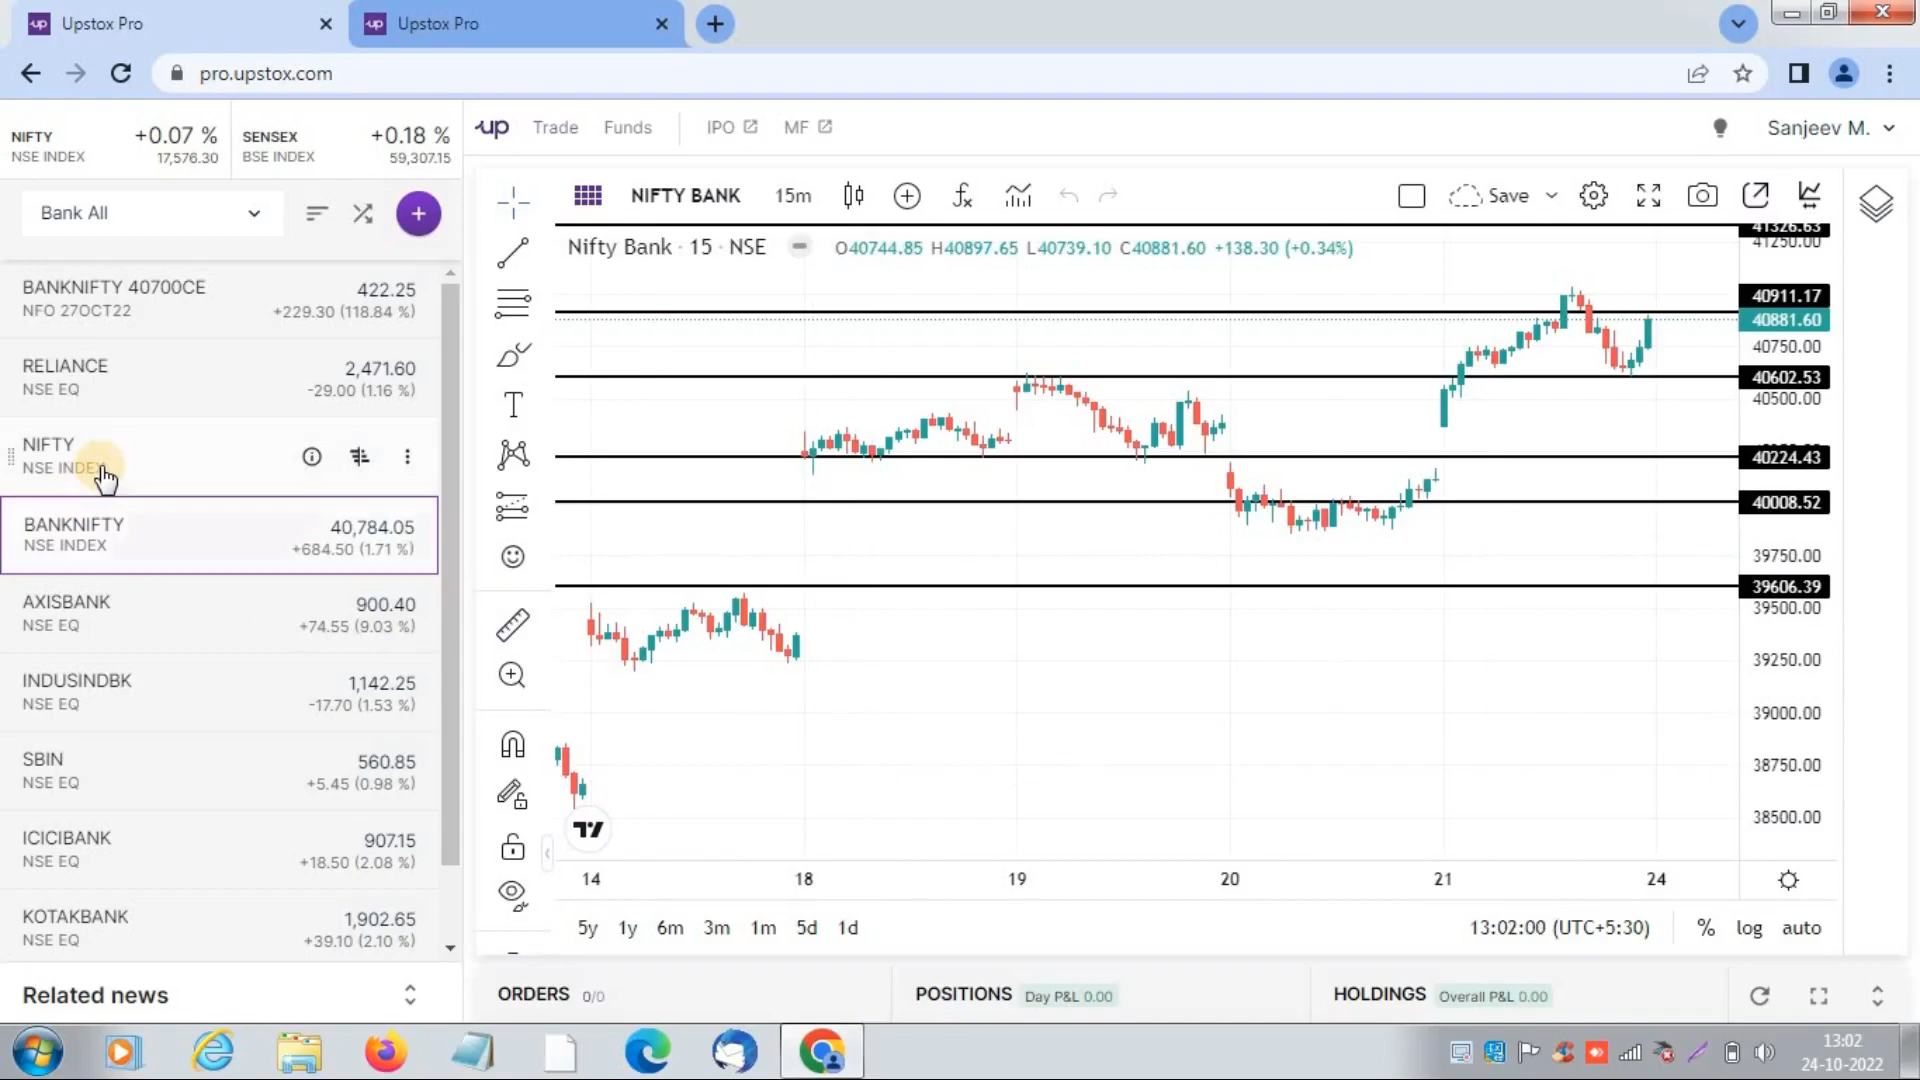 Upstox Pro
Upstox Pro
pro.upstox.com
NIFTY +0.07 %
NSE INDEX 17,576.30
SENSEX +0.18 %
BSE INDEX 59,307.15
up Trade Funds IPO MF Sanjeev M.
Bank All
NIFTY BANK 15m Save
Nifty Bank · 15 · NSE O40744.85 H40897.65 L40739.10 C40881.60 +138.30 (+0.34%)
BANKNIFTY 40700CE 422.25
NFO 27OCT22 +229.30 (118.84 %)
RELIANCE 2,471.60
NSE EQ -29.00 (1.16 %)
NIFTY
NSE INDEX
BANKNIFTY 40,784.05
NSE INDEX +684.50 (1.71 %)
AXISBANK 900.40
NSE EQ +74.55 (9.03 %)
INDUSINDBK 1,142.25
NSE EQ -17.70 (1.53 %)
SBIN 560.85
NSE EQ +5.45 (0.98 %)
ICICIBANK 907.15
NSE EQ +18.50 (2.08 %)
KOTAKBANK 1,902.65
NSE EQ +39.10 (2.10 %)
Related news
41326.63
41250.00
40911.17
40881.60
40750.00
40602.53
40500.00
40224.43
40008.52
39750.00
39606.39
39500.00
39250.00
39000.00
38750.00
38500.00
14 18 19 20 21 24
5y 1y 6m 3m 1m 5d 1d 13:02:00 (UTC+5:30) % log auto
ORDERS 0/0 POSITIONS Day P&L 0.00 HOLDINGS Overall P&L 0.00
13:02
24-10-2022